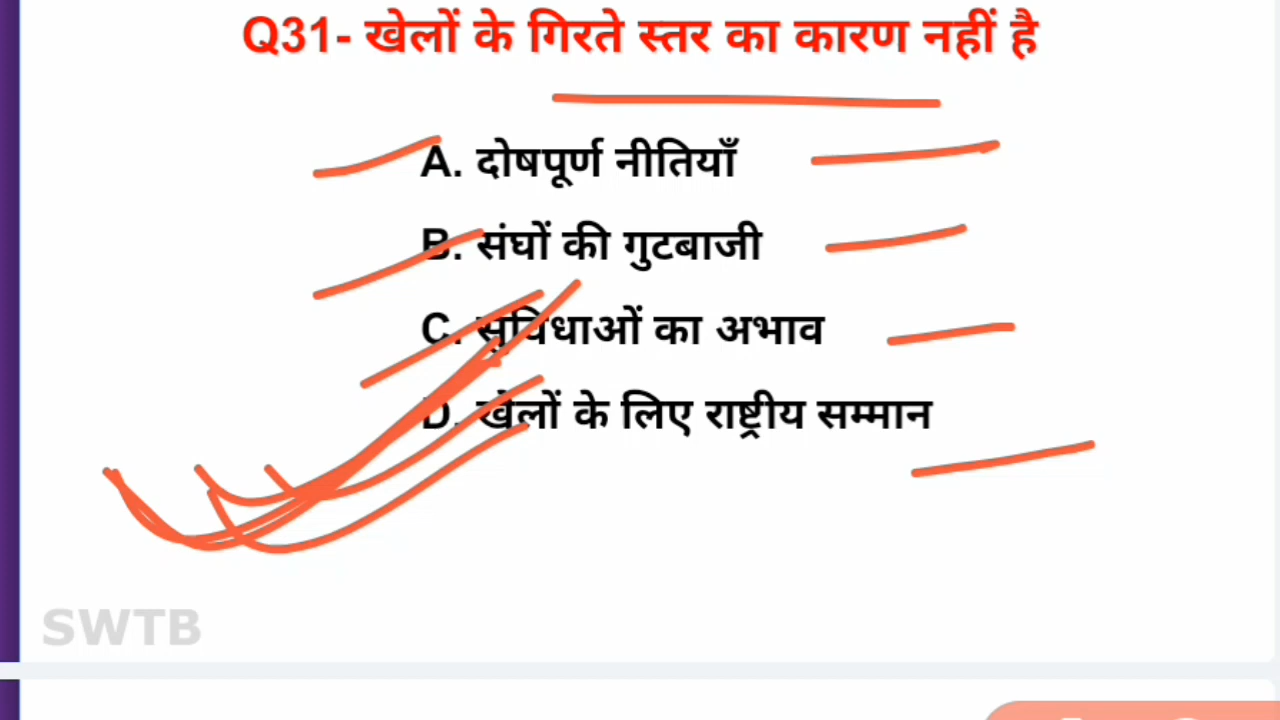 Q31- खेलों के गिरते स्तर का कारण नहीं है
A. दोषपूर्ण नीतियाँ
B. संघों की गुटबाजी
C. सुविधाओं का अभाव
D. खेलों के लिए राष्ट्रीय सम्मान
SWTB